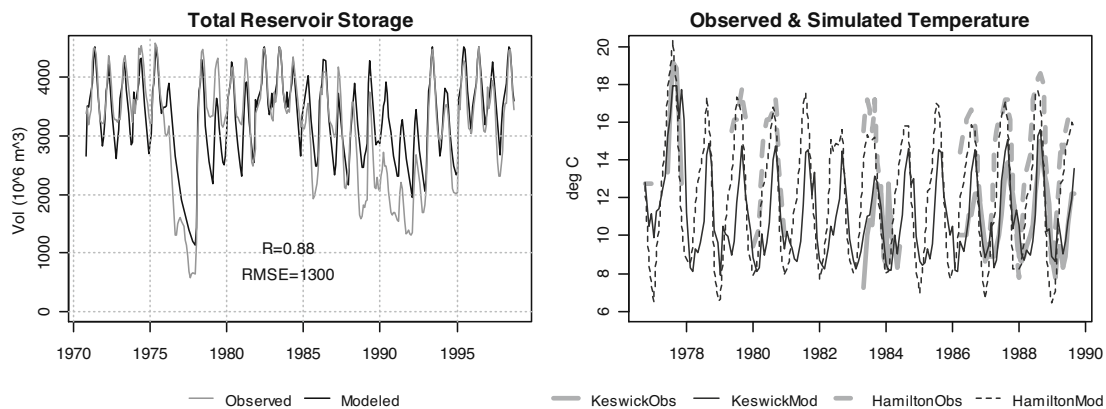 Total Reservoir Storage
Vol (10^6 m^3)
0 1000 2000 3000 4000
R=0.88
RMSE=1300
1970 1975 1980 1985 1990 1995
Observed Modeled
Observed & Simulated Temperature
deg C
6 8 10 12 14 16 18 20
1978 1980 1982 1984 1986 1988 1990
KeswickObs KeswickMod HamiltonObs HamiltonMod